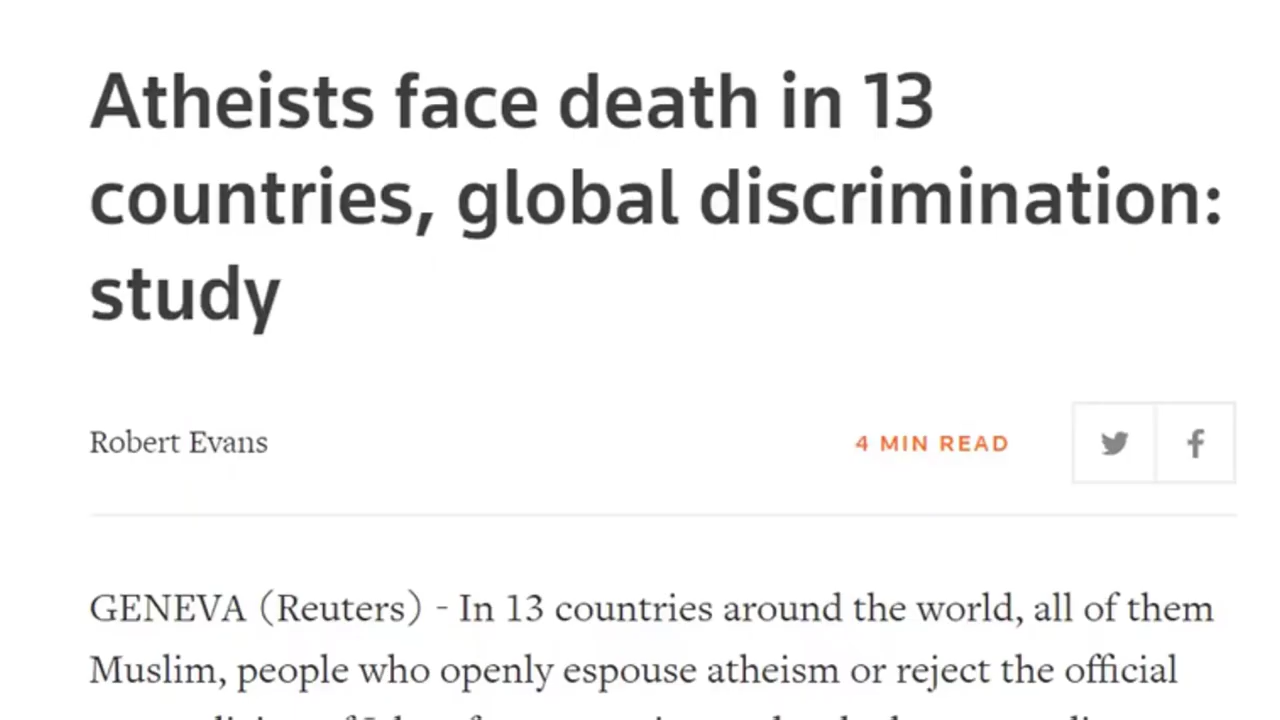 Atheists face death in 13
countries, global discrimination:
study
Robert Evans
4 MIN READ
GENEVA (Reuters) - In 13 countries around the world, all of them
Muslim, people who openly espouse atheism or reject the official